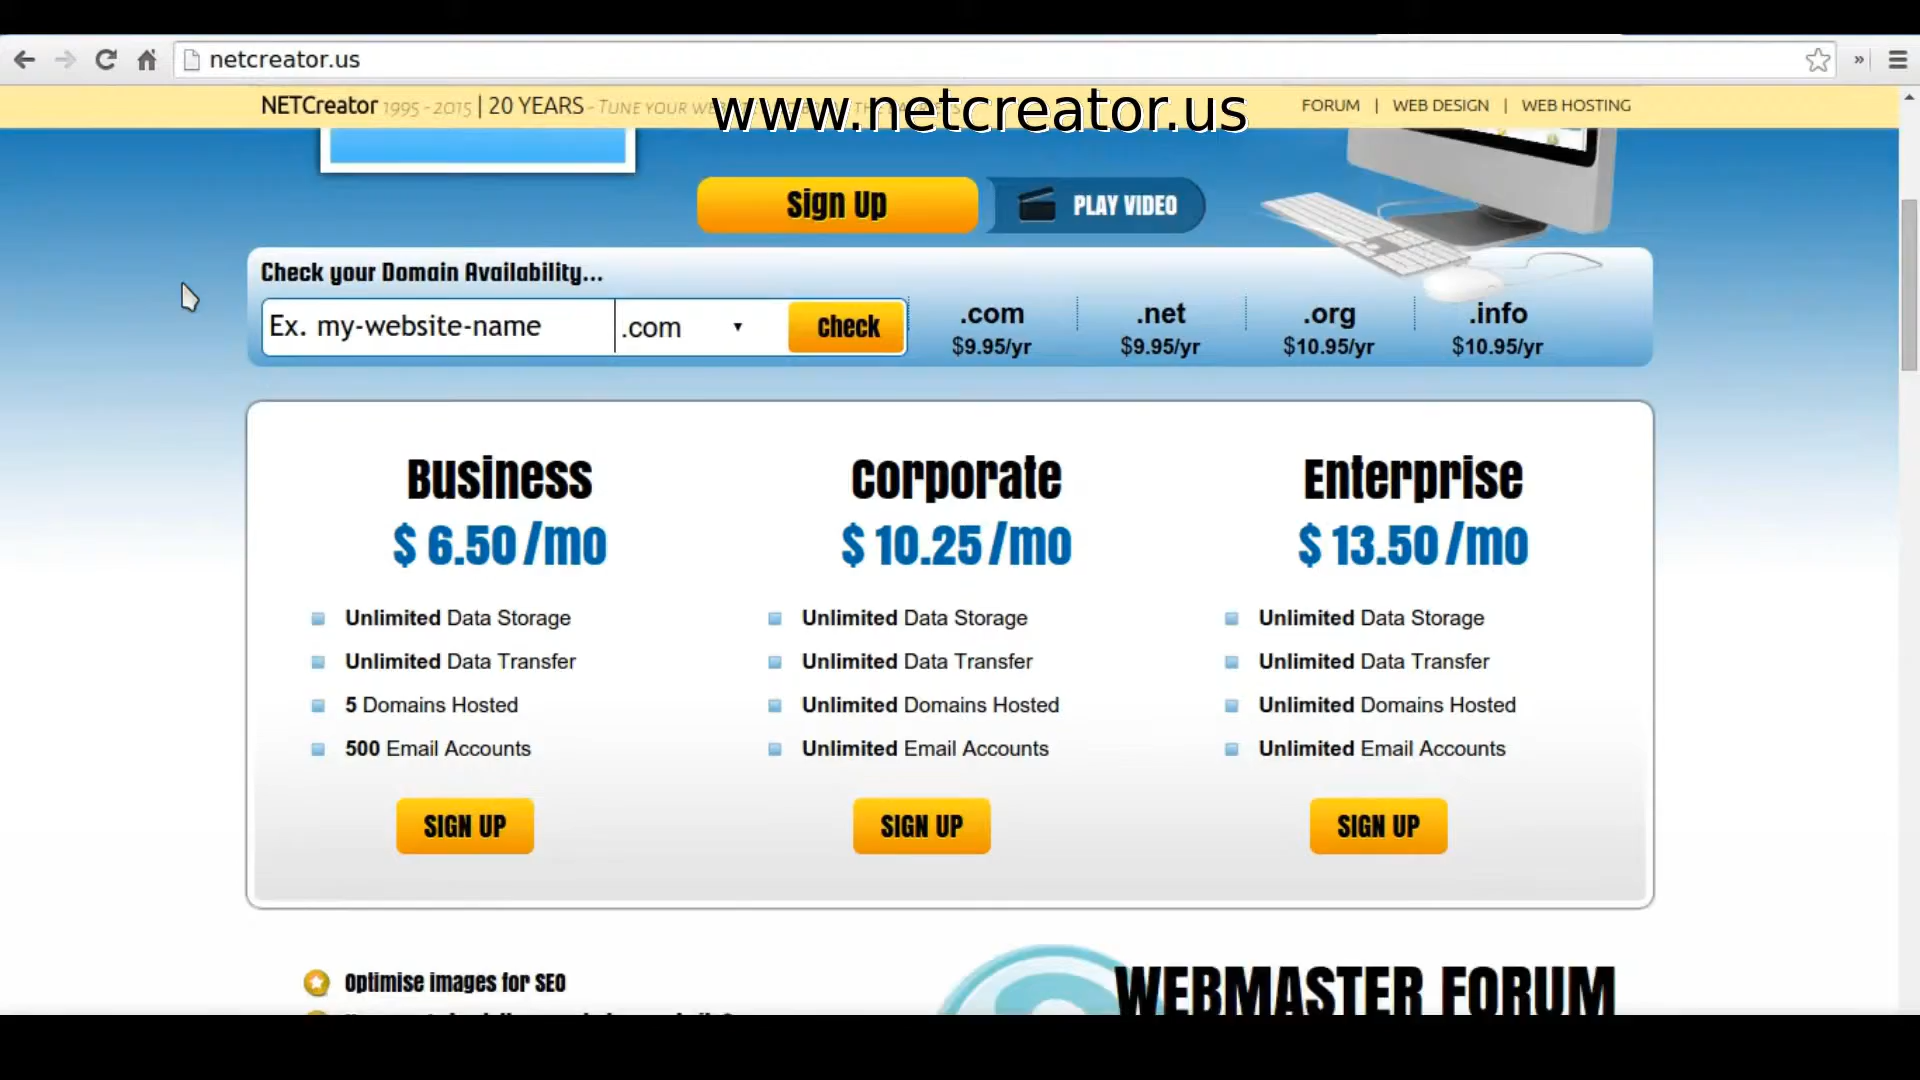 netcreator.us
NETCreator 1995 - 2015 | 20 YEARS - TUNE YOUR
www.netcreator.us
FORUM | WEB DESIGN | WEB HOSTING
Sign Up
PLAY VIDEO
Check your Domain Availability...
Ex. my-website-name
.com
check
.com
$9.95/yr
.net
$9.95/yr
.org
$10.95/yr
.info
$10.95/yr
Business
$ 6.50 /mo
Unlimited Data Storage
Unlimited Data Transfer
5 Domains Hosted
500 Email Accounts
SIGN UP
Corporate
$ 10.25 /mo
Unlimited Data Storage
Unlimited Data Transfer
Unlimited Domains Hosted
Unlimited Email Accounts
SIGN UP
Enterprise
$ 13.50 /mo
Unlimited Data Storage
Unlimited Data Transfer
Unlimited Domains Hosted
Unlimited Email Accounts
SIGN UP
Optimise images for SEO
WEBMASTER FORUM